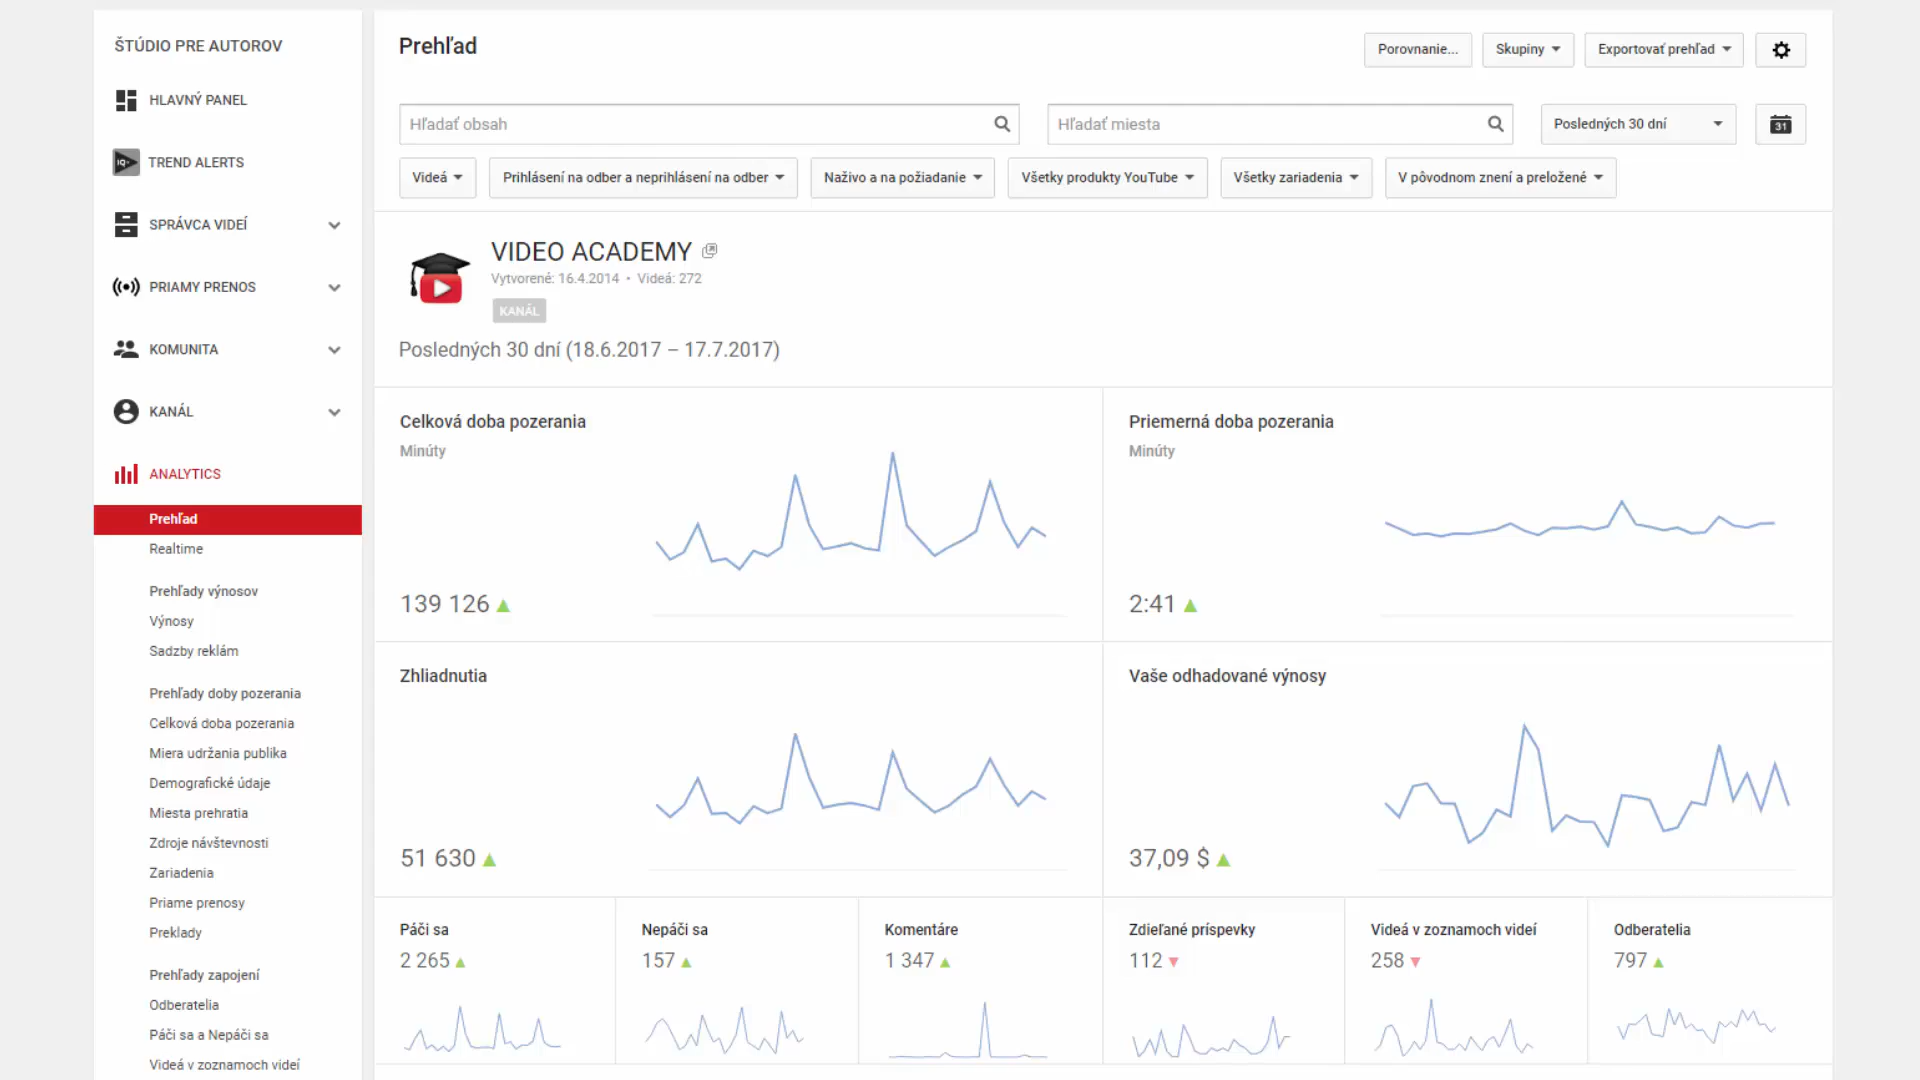 ŠTÚDIO PRE AUTOROV
HLAVNÝ PANEL
TREND ALERTS
SPRÁVCA VIDEÍ
PRIAMY PRENOS
KOMUNITA
KANÁL
ANALYTICS
Prehľad
Realtime
Prehľady výnosov
Výnosy
Sadzby reklám
Prehľady doby pozerania
Celková doba pozerania
Miera udržania publika
Demografické údaje
Miesta prehratia
Zdroje návštevnosti
Zariadenia
Priame prenosy
Preklady
Prehľady zapojení
Odberatelia
Páči sa a Nepáči sa
Videá v zoznamoch videí
Prehľad
Porovnanie...
Skupiny
Exportovať prehľad
Hľadať obsah
Hľadať miesta
Posledných 30 dní
31
Videá
Prihlásení na odber a neprihlásení na odber
Naživo a na požiadanie
Všetky produkty YouTube
Všetky zariadenia
V pôvodnom znení a preložené
VIDEO ACADEMY
Vytvorené: 16.4.2014 • Videá: 272
KANÁL
Posledných 30 dní (18.6.2017 – 17.7.2017)
Celková doba pozerania
Minúty
139 126
Priemerná doba pozerania
Minúty
2:41
Zhliadnutia
51 630
Vaše odhadované výnosy
37,09 $
Páči sa
2 265
Nepáči sa
157
Komentáre
1 347
Zdieľané príspevky
112
Videá v zoznamoch videí
258
Odberatelia
797